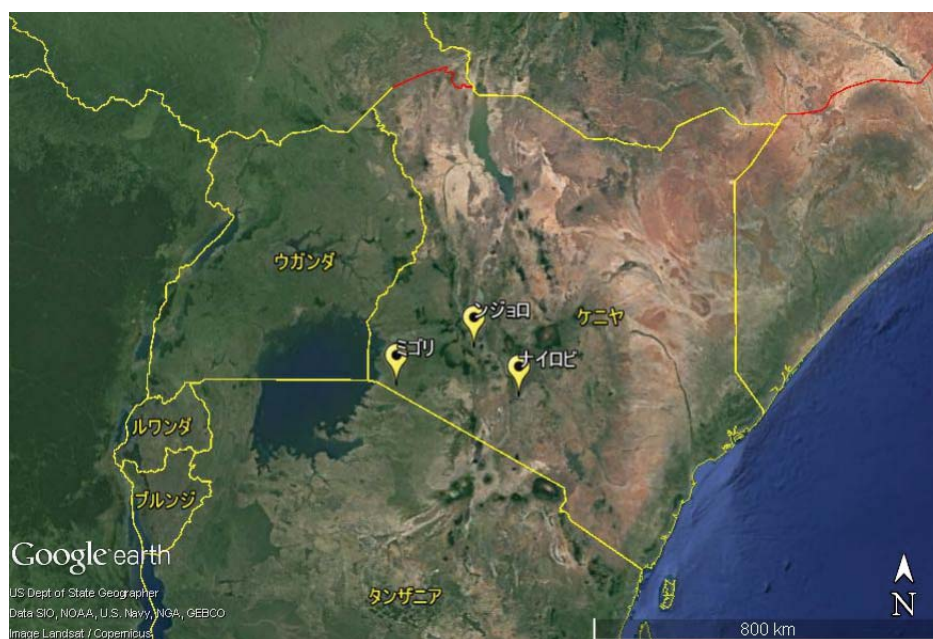 ウガンダ
ンジョロ
ケニヤ
ミゴリ
ナイロビ
ルワンダ
ブルンジ
タンザニア
Google earth
US Dept of State Geographer
Data SIO, NOAA, U.S. Navy, NGA, GEBCO
Image Landsat / Copernicus
N
800 km